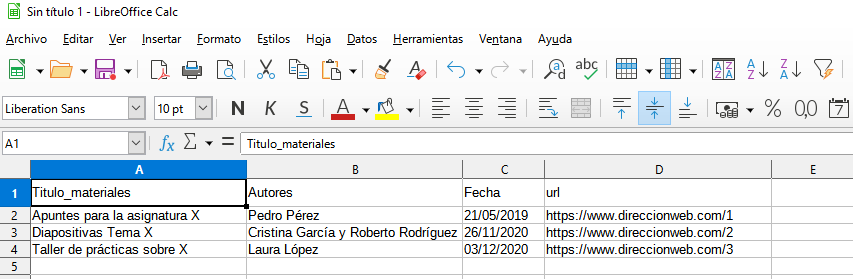 Sin título 1 - LibreOffice Calc
Archivo Editar Ver Insertar Formato Estilos Hoja Datos Herramientas Ventana Ayuda
Liberation Sans 10 pt N K S A % 0,0 7
A1 fx Σ = Titulo_materiales
A B C D E
1 Titulo_materiales Autores Fecha url
2 Apuntes para la asignatura X Pedro Pérez 21/05/2019 https://www.direccionweb.com/1
3 Diapositivas Tema X Cristina García y Roberto Rodríguez 26/11/2020 https://www.direccionweb.com/2
4 Taller de prácticas sobre X Laura López 03/12/2020 https://www.direccionweb.com/3